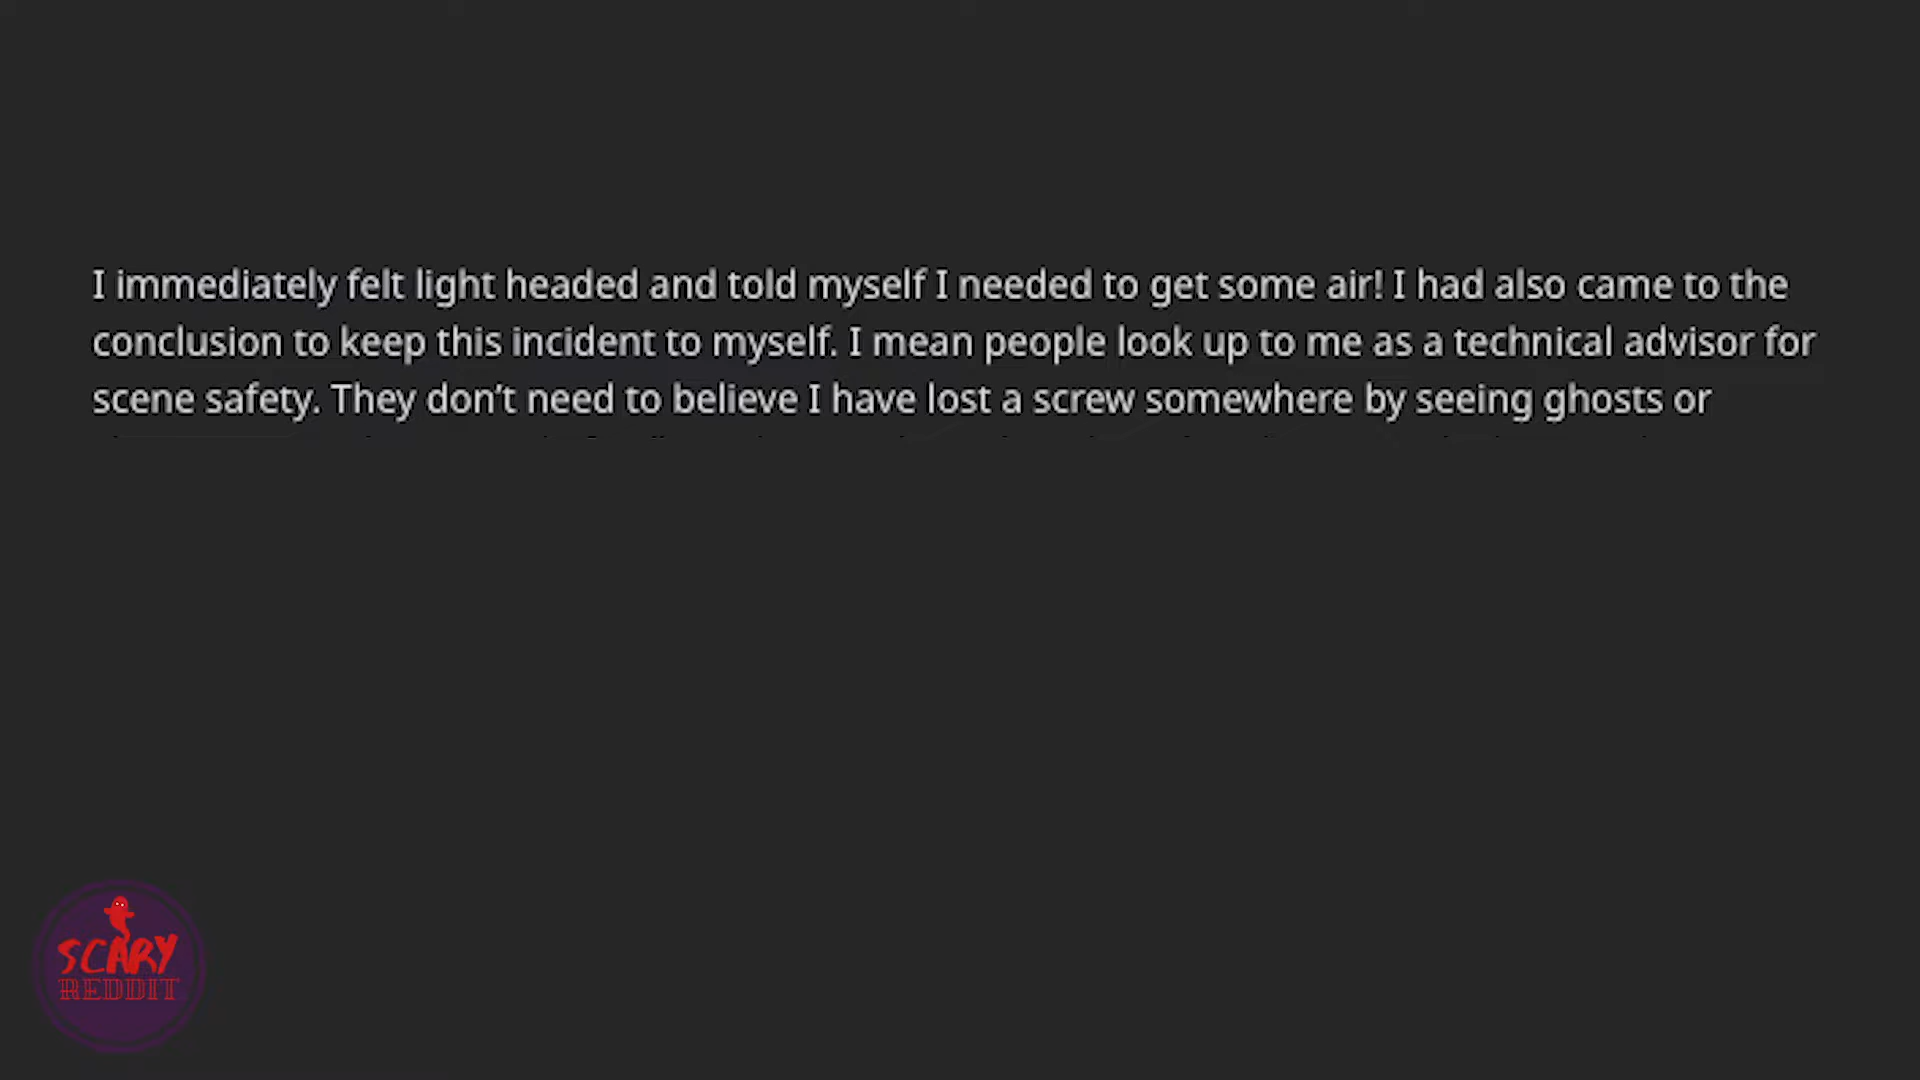 I immediately felt light headed and told myself I needed to get some air! I had also came to the
conclusion to keep this incident to myself. I mean people look up to me as a technical advisor for
scene safety. They don’t need to believe I have lost a screw somewhere by seeing ghosts or
SCARY
REDDIT